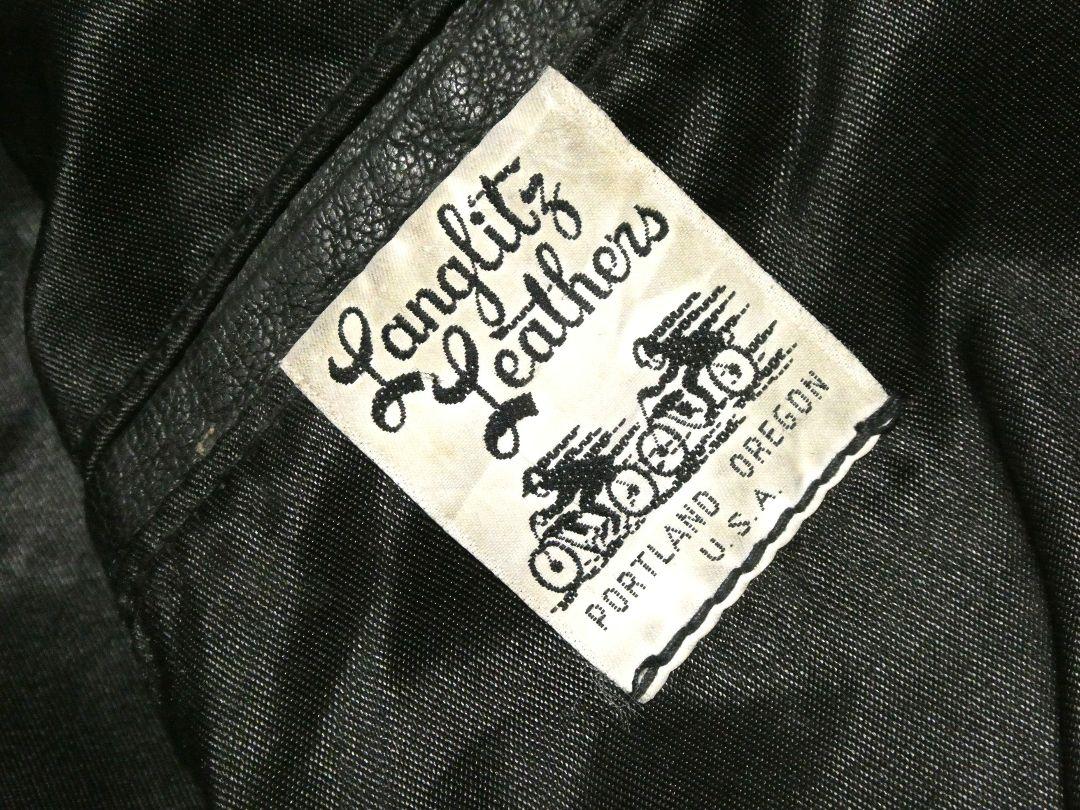 Langlitz
Leathers
PORTLAND OREGON
U.S.A.